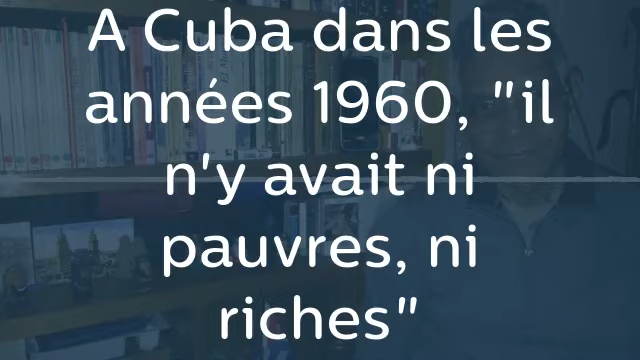 A Cuba dans les
années 1960, "il
n'y avait ni
pauvres, ni
riches"